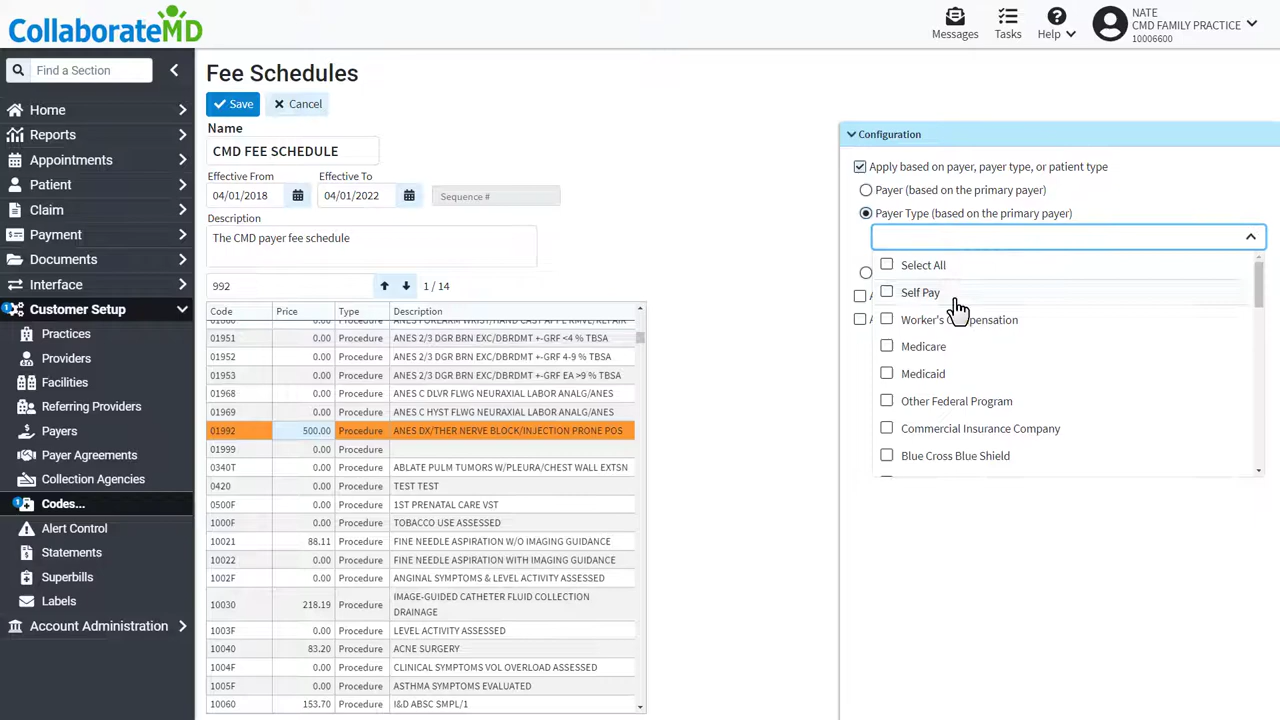 CollaborateMD
Messages
Tasks
Help
NATE
CMD FAMILY PRACTICE
10006600
Find a Section
Home
Reports
Appointments
Patient
Claim
Payment
Documents
Interface
1 Customer Setup
Practices
Providers
Facilities
Referring Providers
Payers
Payer Agreements
Collection Agencies
1 Codes...
Alert Control
Statements
Superbills
Labels
Account Administration
Fee Schedules
Save Cancel
Name
CMD FEE SCHEDULE
Effective From Effective To
04/01/2018 04/01/2022 Sequence #
Description
The CMD payer fee schedule
992 1 / 14
Code Price Type Description
01951 0.00 Procedure ANES 2/3 DGR BRN EXC/DBRDMT +-GRF <4 % TBSA
01952 0.00 Procedure ANES 2/3 DGR BRN EXC/DBRDMT +-GRF 4-9 % TBSA
01953 0.00 Procedure ANES 2/3 DGR BRN EXC/DBRDMT +-GRF EA >9 % TBSA
01968 0.00 Procedure ANES C DLVR FLWG NEURAXIAL LABOR ANALG/ANES
01969 0.00 Procedure ANES C HYST FLWG NEURAXIAL LABOR ANALG/ANES
01992 500.00 Procedure ANES DX/THER NERVE BLOCK/INJECTION PRONE POS
01999 0.00 Procedure
0340T 0.00 Procedure ABLATE PULM TUMORS W/PLEURA/CHEST WALL EXTSN
0420 0.00 Procedure TEST TEST
0500F 0.00 Procedure 1ST PRENATAL CARE VST
1000F 0.00 Procedure TOBACCO USE ASSESSED
10021 88.11 Procedure FINE NEEDLE ASPIRATION W/O IMAGING GUIDANCE
10022 0.00 Procedure FINE NEEDLE ASPIRATION WITH IMAGING GUIDANCE
1002F 0.00 Procedure ANGINAL SYMPTOMS & LEVEL ACTIVITY ASSESSED
10030 218.19 Procedure IMAGE-GUIDED CATHETER FLUID COLLECTION
DRAINAGE
1003F 0.00 Procedure LEVEL ACTIVITY ASSESSED
10040 83.20 Procedure ACNE SURGERY
1004F 0.00 Procedure CLINICAL SYMPTOMS VOL OVERLOAD ASSESSED
1005F 0.00 Procedure ASTHMA SYMPTOMS EVALUATED
10060 153.70 Procedure I&D ABSC SMPL/1
Configuration
Apply based on payer, payer type, or patient type
Payer (based on the primary payer)
Payer Type (based on the primary payer)
Select All
Self Pay
Medicare
Medicaid
Other Federal Program
Commercial Insurance Company
Blue Cross Blue Shield